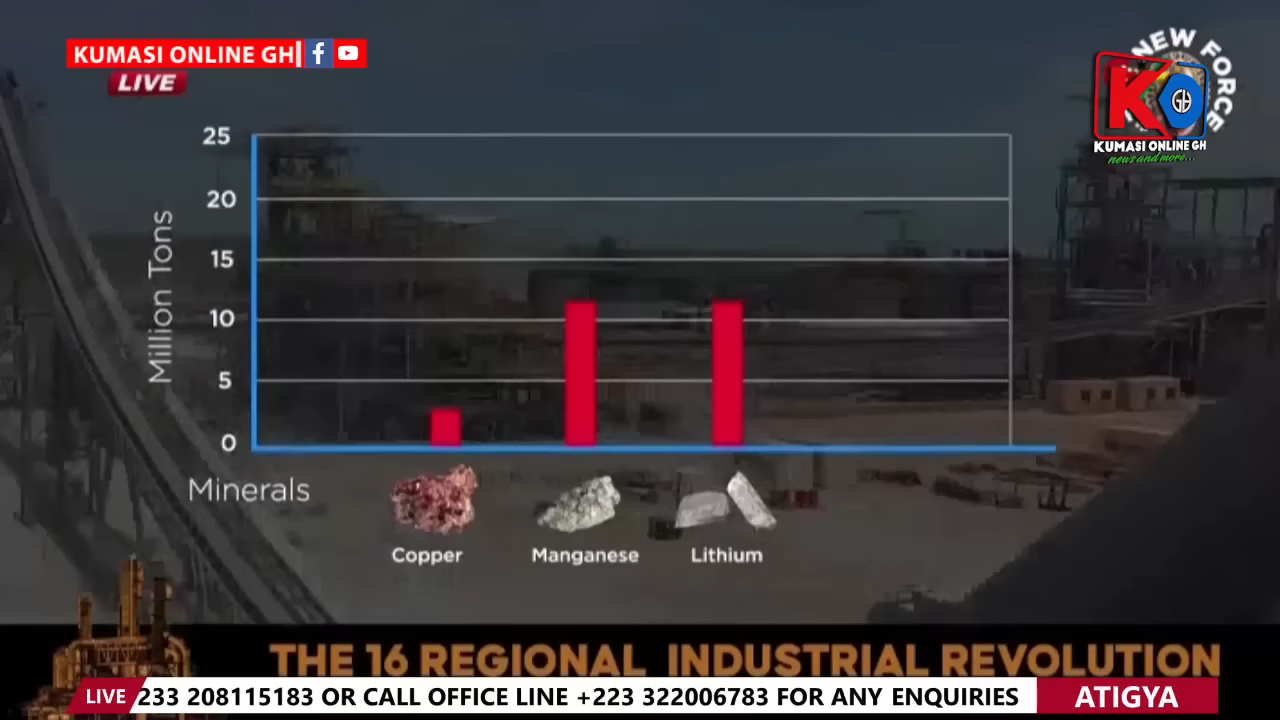 KUMASI ONLINE GH
LIVE
NEW FORCE
KO
GH
KUMASI ONLINE GH
news and more...
25
20
15
10
5
0
Million Tons
Minerals
Copper
Manganese
Lithium
THE 16 REGIONAL INDUSTRIAL REVOLUTION
LIVE
233 208115183 OR CALL OFFICE LINE +223 322006783 FOR ANY ENQUIRIES
ATIGYA